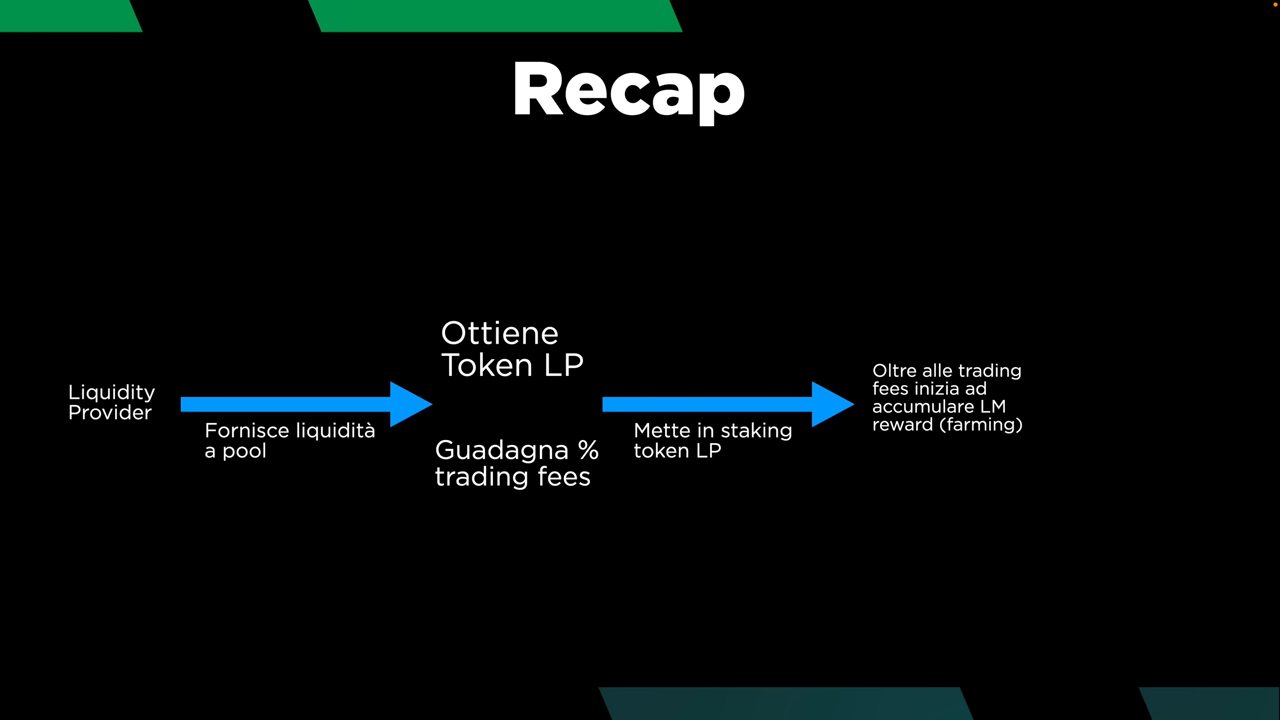 Recap
Liquidity
Provider
Fornisce liquidità
a pool
Ottiene
Token LP
Guadagna %
trading fees
Mette in staking
token LP
Oltre alle trading
fees inizia ad
accumulare LM
reward (farming)